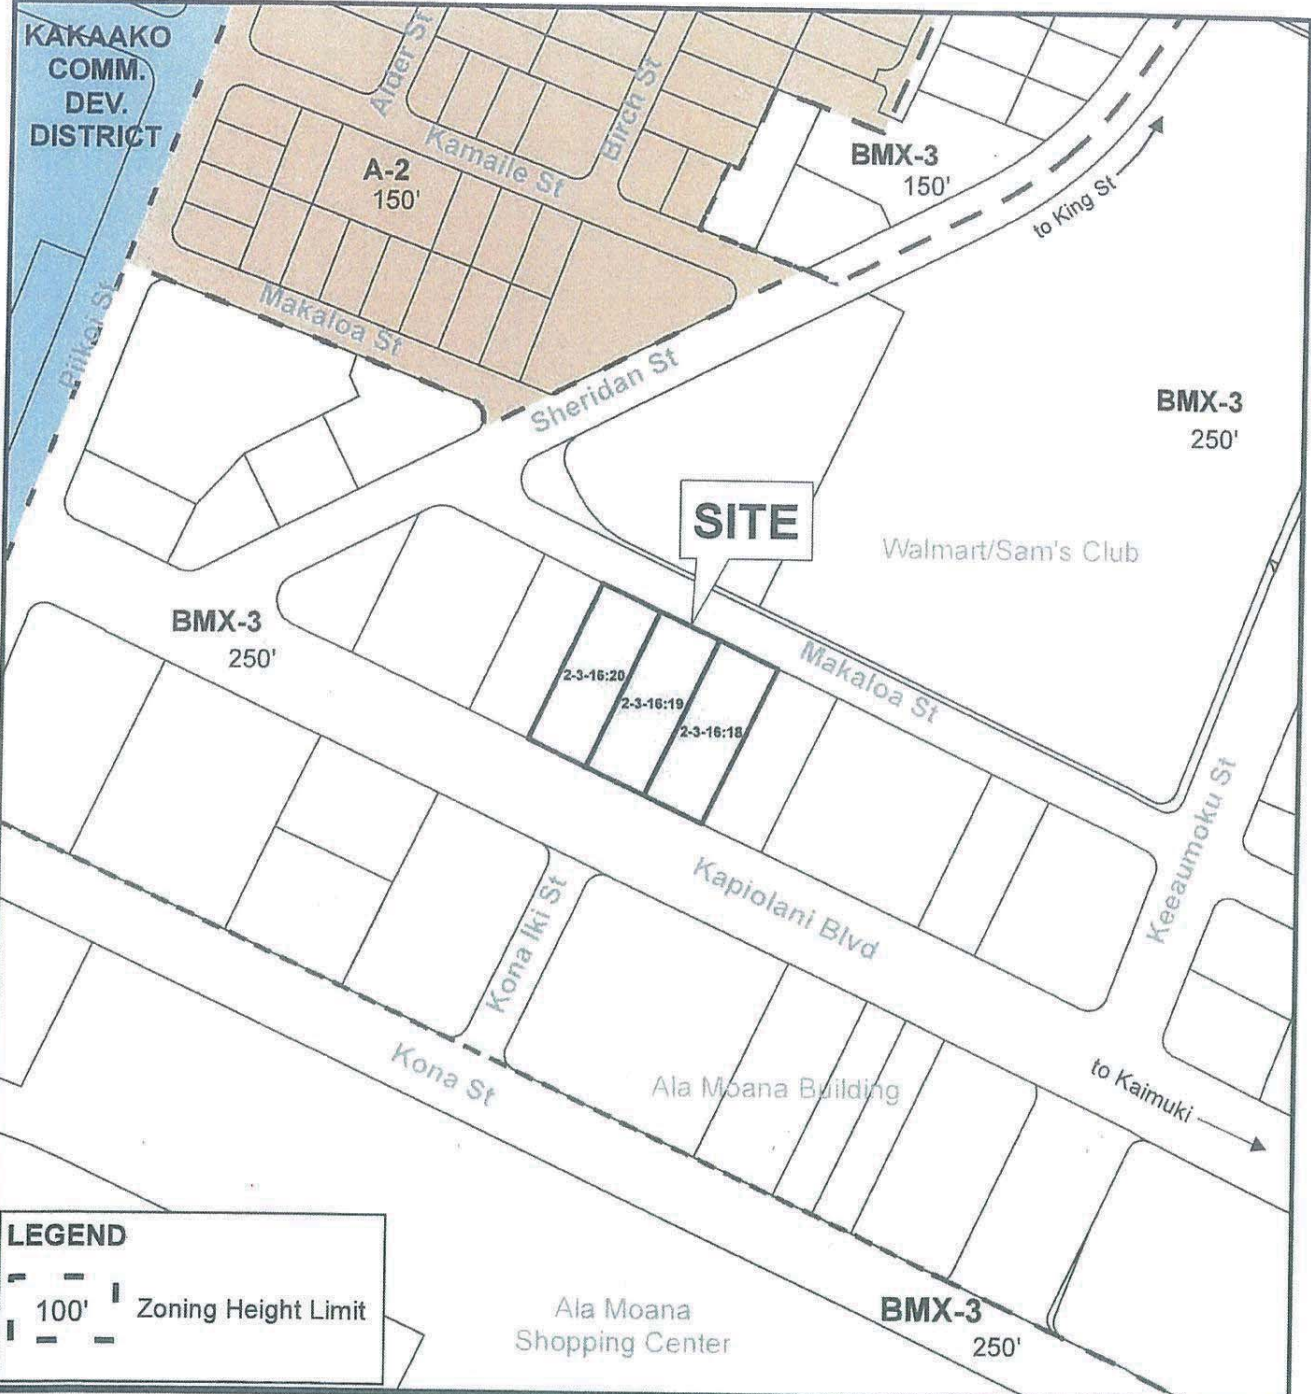 KAKAAKO
COMM.
DEV.
DISTRICT
Alder St
Birch St
Kamaile St
A-2
150'
BMX-3
150'
to King St
Piikoi St
Makaloa St
Sheridan St
BMX-3
250'
SITE
Walmart/Sam's Club
BMX-3
250'
2-3-16:20
2-3-16:19
2-3-16:18
Makaloa St
Keeaumoku St
Kapiolani Blvd
Kona Iki St
Kona St
Ala Moana Building
to Kaimuki
LEGEND
100'
Zoning Height Limit
Ala Moana
Shopping Center
BMX-3
250'